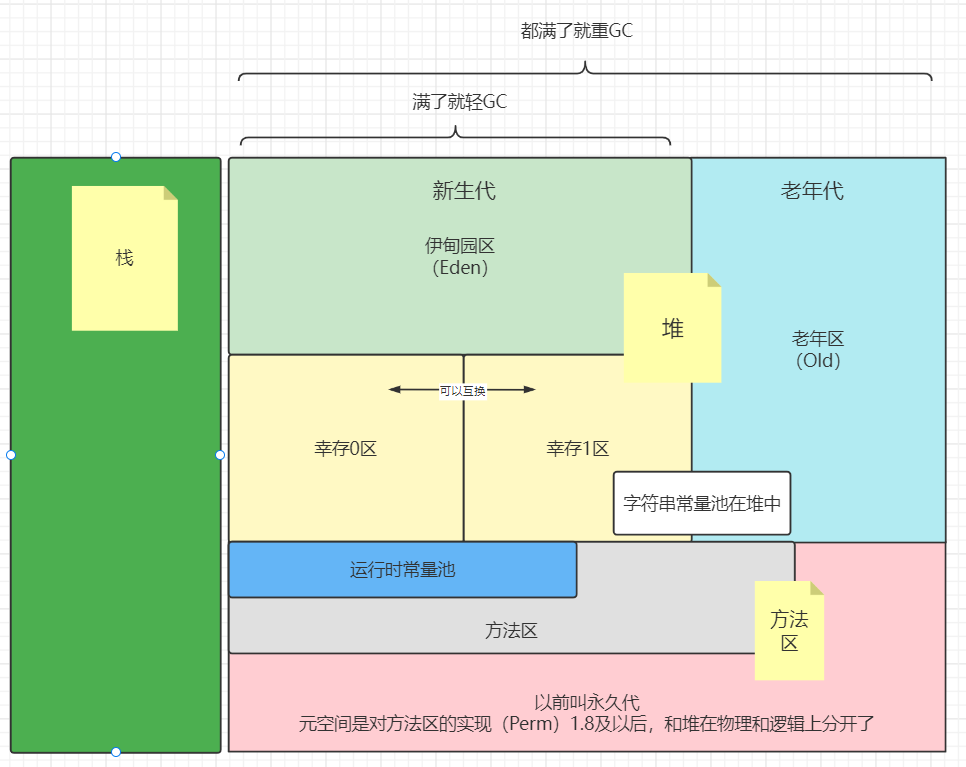 都满了就重GC
满了就轻GC
栈
新生代
老年代
伊甸园区
（Eden）
堆
老年区
（Old）
可以互换
幸存0区
幸存1区
字符串常量池在堆中
运行时常量池
方法区
方法
区
以前叫永久代
元空间是对方法区的实现（Perm）1.8及以后，和堆在物理和逻辑上分开了